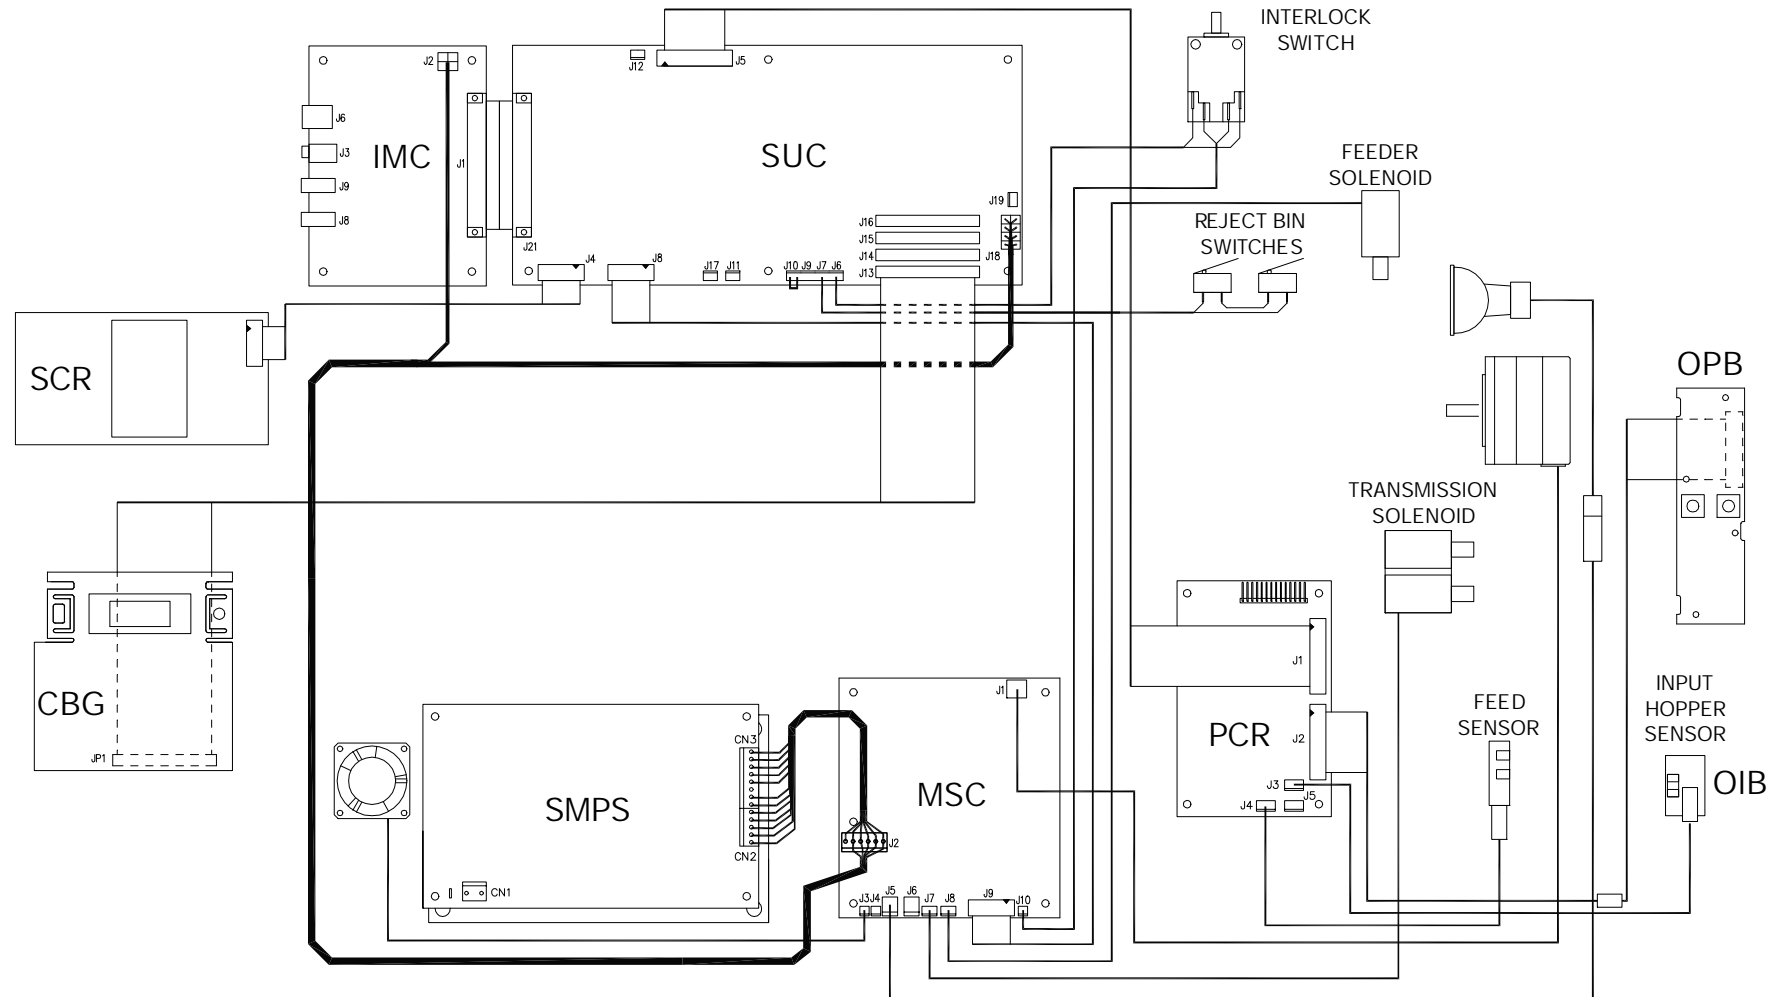 INTERLOCK
SWITCH
J2
J12
J5
J6
J3
IMC
J1
SUC
J9
J8
FEEDER
SOLENOID
J19
J16
J15
J14
J13
J18
REJECT BIN
SWITCHES
J21
J4
J8
J17
J11
J10
J9
J7
J6
SCR
OPB
TRANSMISSION
SOLENOID
CBG
JP1
J1
J1
PCR
J2
J3
J4
J5
FEED
SENSOR
INPUT
HOPPER
SENSOR
OIB
CN3
SMPS
CN2
CN1
MSC
J2
J3
J4
J5
J6
J7
J8
J9
J10